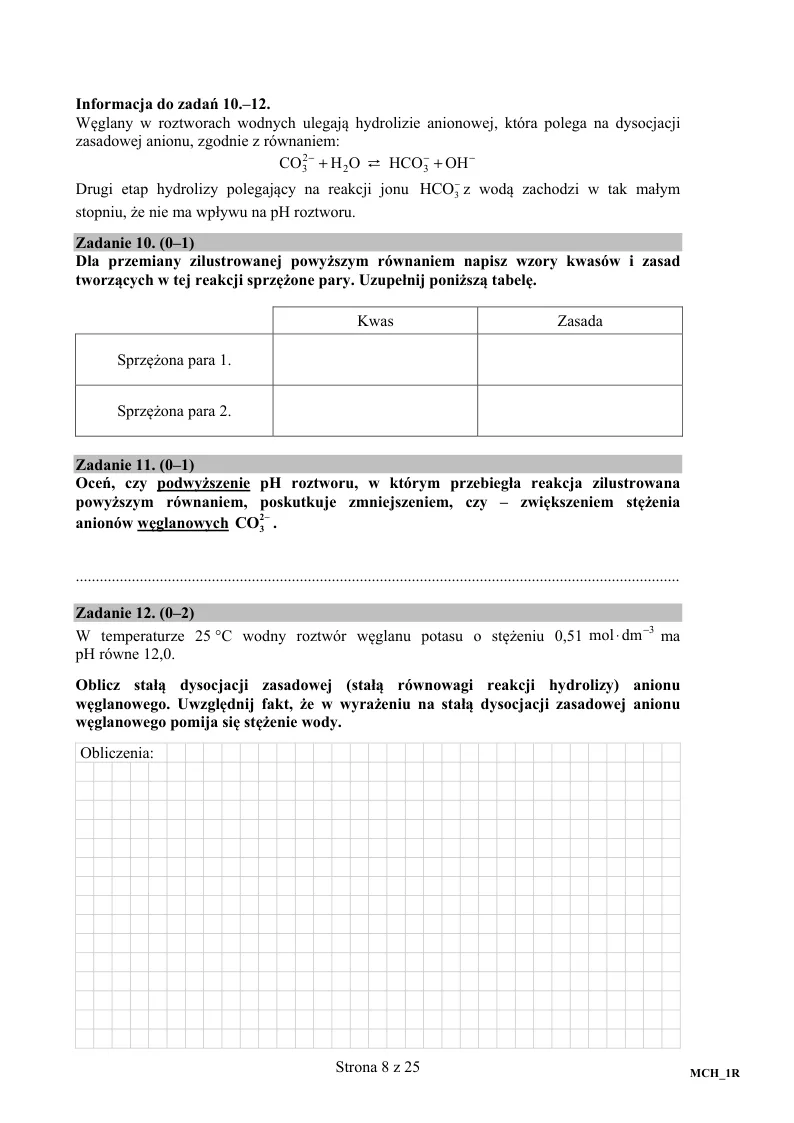 Informacja do zadań 10.–12.
Węglany w roztworach wodnych ulegają hydrolizie anionowej, która polega na dysocjacji
zasadowej anionu, zgodnie z równaniem:
CO₃²⁻ + H₂O ⇄ HCO₃⁻ + OH⁻
Drugi etap hydrolizy polegający na reakcji jonu HCO₃⁻ z wodą zachodzi w tak małym
stopniu, że nie ma wpływu na pH roztworu.
Zadanie 10. (0–1)
Dla przemiany zilustrowanej powyższym równaniem napisz wzory kwasów i zasad
tworzących w tej reakcji sprzężone pary. Uzupełnij poniższą tabelę.
Kwas Zasada
Sprzężona para 1.
Sprzężona para 2.
Zadanie 11. (0–1)
Oceń, czy podwyższenie pH roztworu, w którym przebiegła reakcja zilustrowana
powyższym równaniem, poskutkuje zmniejszeniem, czy – zwiększeniem stężenia
anionów węglanowych CO₃²⁻ .
......................................................................................................................................................
Zadanie 12. (0–2)
W temperaturze 25 °C wodny roztwór węglanu potasu o stężeniu 0,51 mol · dm⁻³ ma
pH równe 12,0.
Oblicz stałą dysocjacji zasadowej (stałą równowagi reakcji hydrolizy) anionu
węglanowego. Uwzględnij fakt, że w wyrażeniu na stałą dysocjacji zasadowej anionu
węglanowego pomija się stężenie wody.
Obliczenia:
Strona 8 z 25
MCH_1R